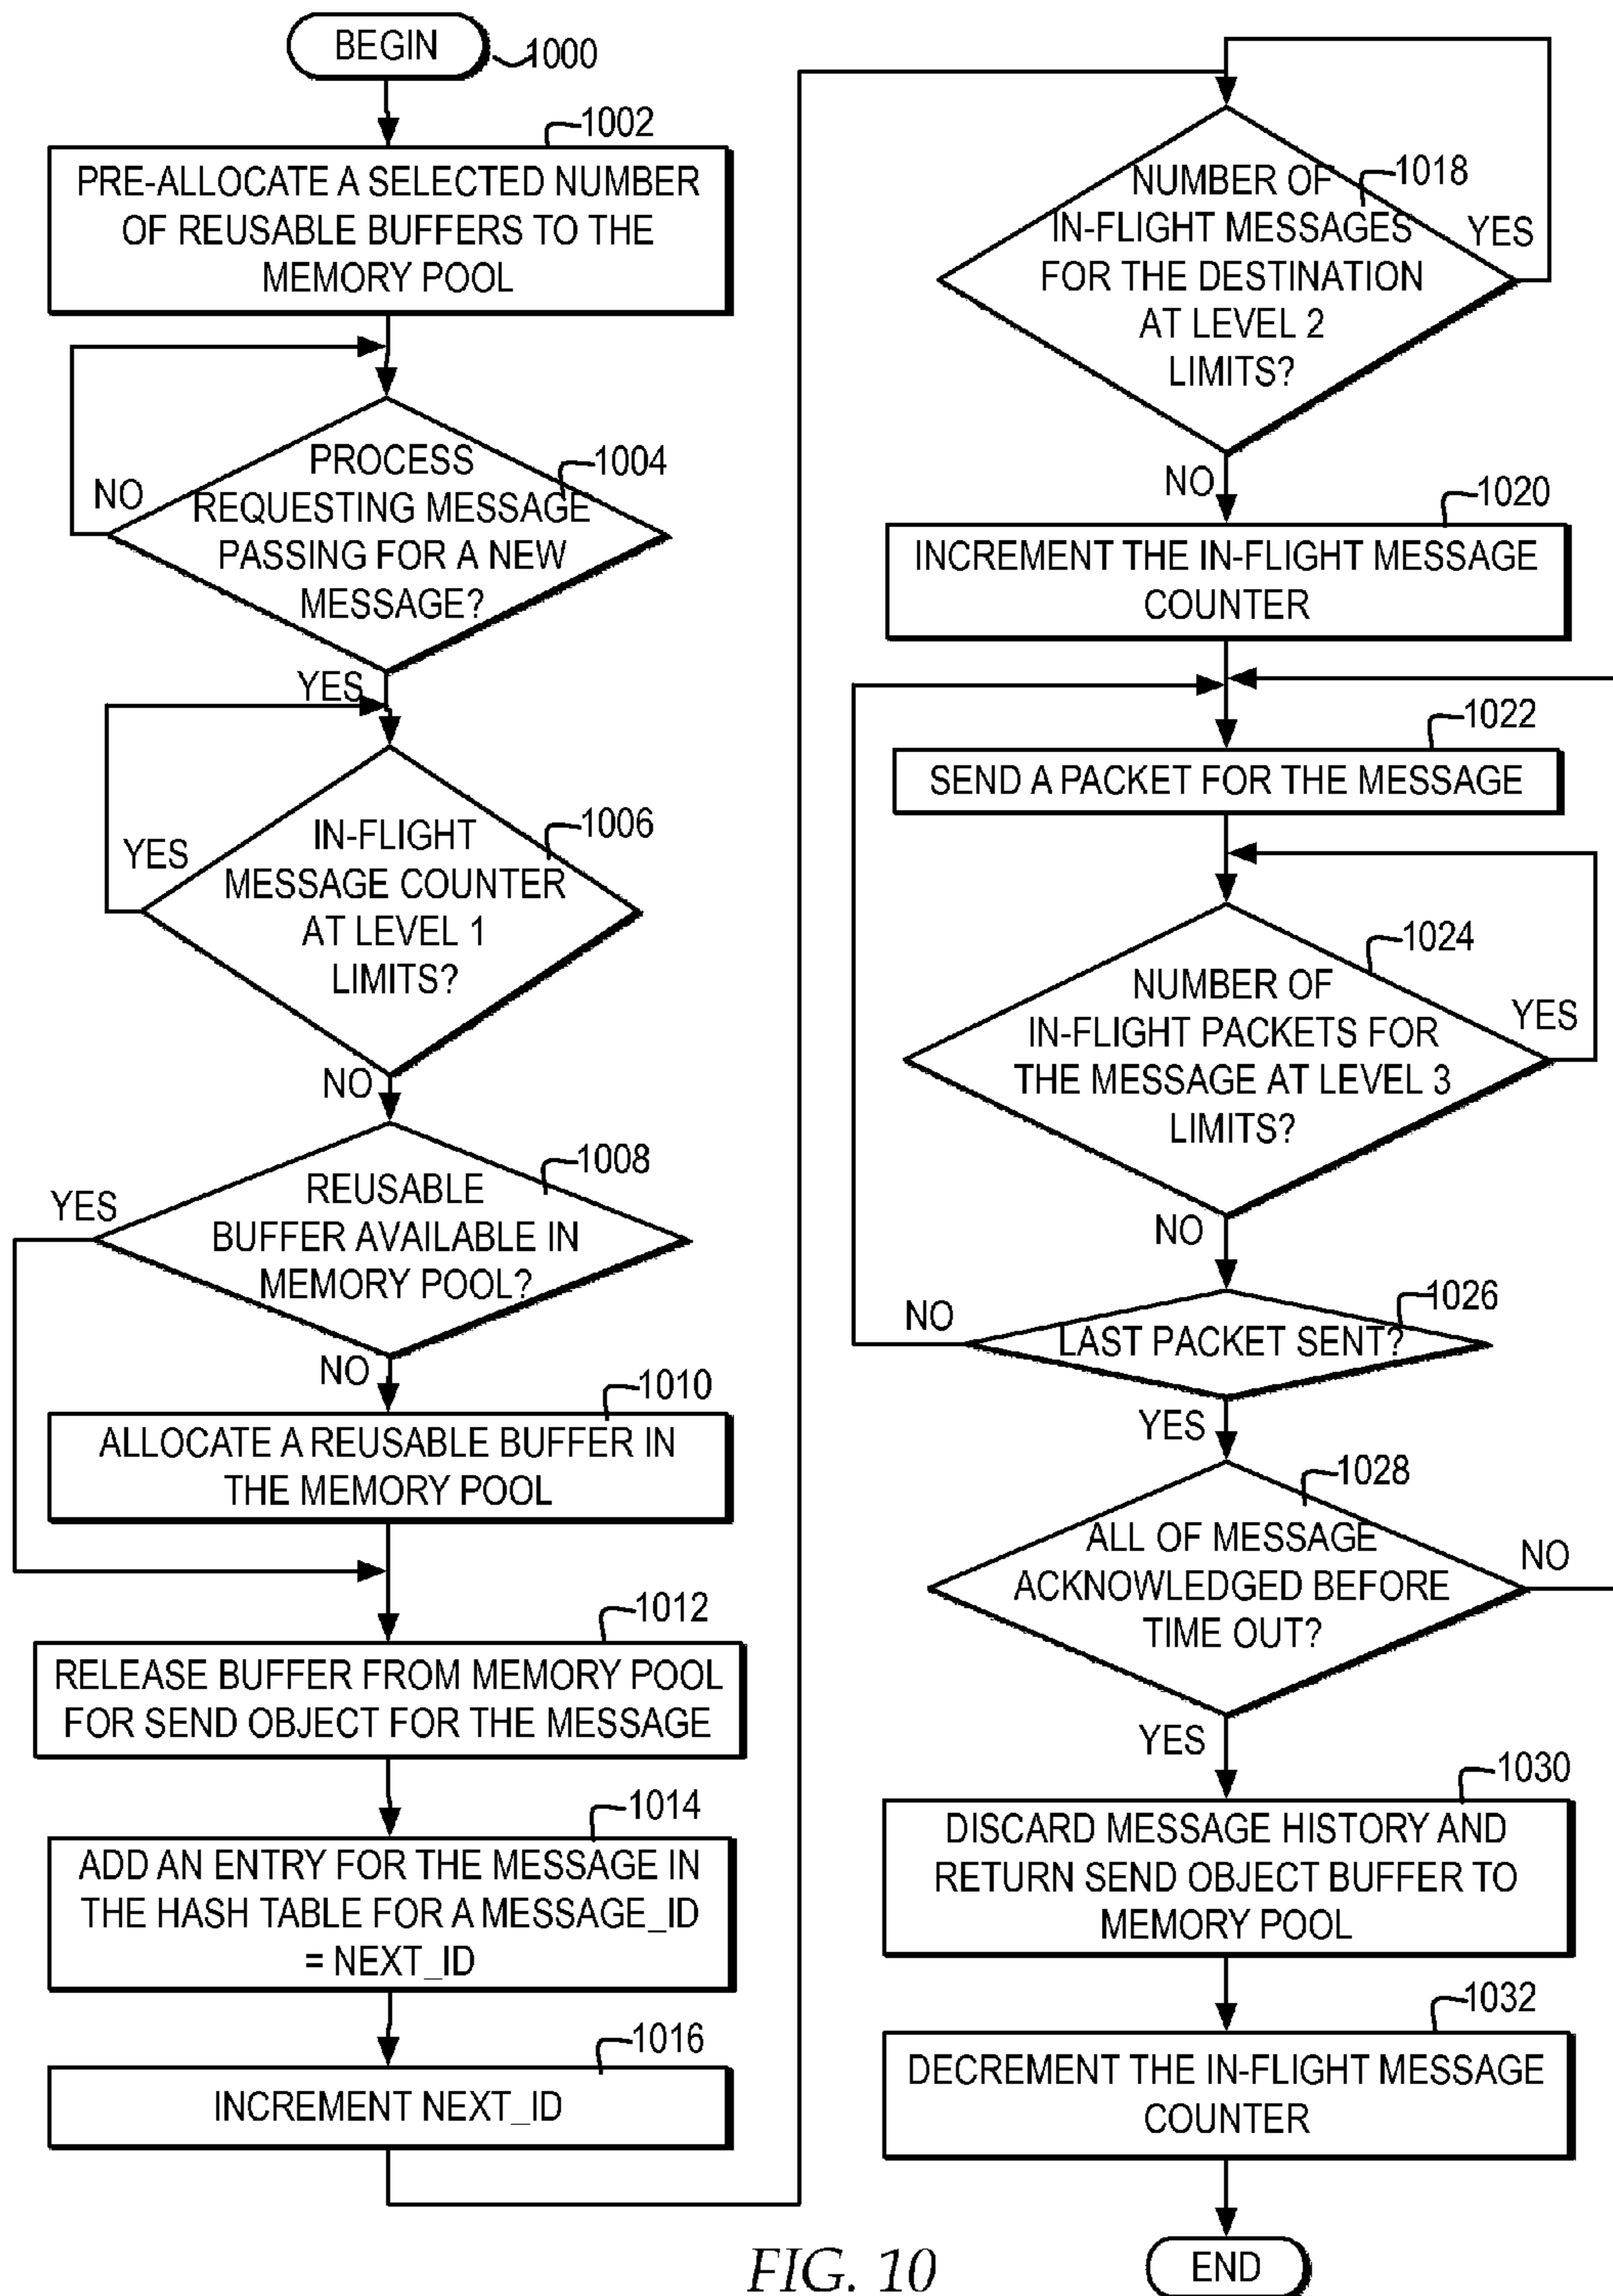 BEGIN
1000
1002
PRE-ALLOCATE A SELECTED NUMBER
OF REUSABLE BUFFERS TO THE
MEMORY POOL
PROCESS
REQUESTING MESSAGE
PASSING FOR A NEW
MESSAGE?
1004
NO
YES
IN-FLIGHT
MESSAGE COUNTER
AT LEVEL 1
LIMITS?
1006
YES
NO
REUSABLE
BUFFER AVAILABLE IN
MEMORY POOL?
1008
YES
NO
1010
ALLOCATE A REUSABLE BUFFER IN
THE MEMORY POOL
1012
RELEASE BUFFER FROM MEMORY POOL
FOR SEND OBJECT FOR THE MESSAGE
1014
ADD AN ENTRY FOR THE MESSAGE IN
THE HASH TABLE FOR A MESSAGE_ID
= NEXT_ID
1016
INCREMENT NEXT_ID
NUMBER OF
IN-FLIGHT MESSAGES
FOR THE DESTINATION
AT LEVEL 2
LIMITS?
1018
YES
NO
1020
INCREMENT THE IN-FLIGHT MESSAGE
COUNTER
1022
SEND A PACKET FOR THE MESSAGE
1024
NUMBER OF
IN-FLIGHT PACKETS FOR
THE MESSAGE AT LEVEL 3
LIMITS?
YES
NO
1026
LAST PACKET SENT?
NO
YES
1028
ALL OF MESSAGE
ACKNOWLEDGED BEFORE
TIME OUT?
NO
YES
1030
DISCARD MESSAGE HISTORY AND
RETURN SEND OBJECT BUFFER TO
MEMORY POOL
1032
DECREMENT THE IN-FLIGHT MESSAGE
COUNTER
END
FIG. 10